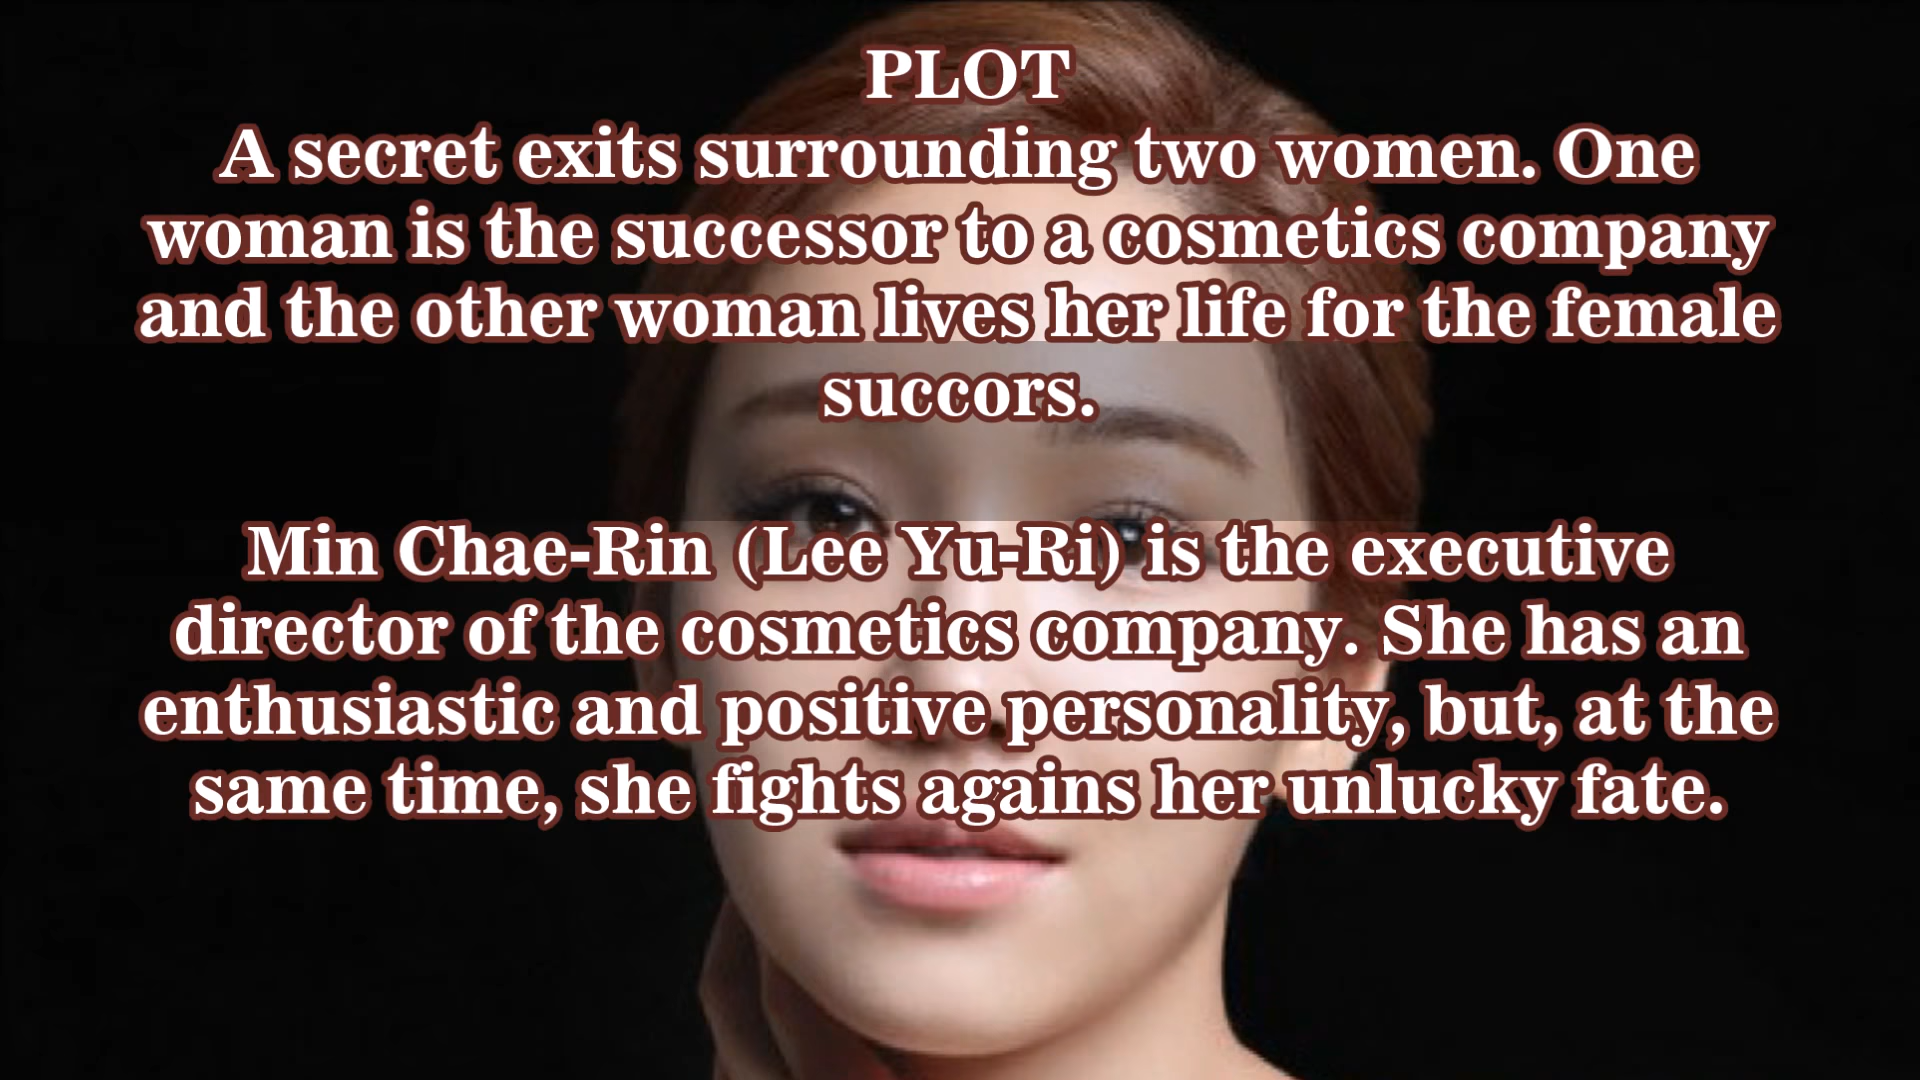 PLOT
A secret exits surrounding two women. One
woman is the successor to a cosmetics company
and the other woman lives her life for the female
succors.
Min Chae-Rin (Lee Yu-Ri) is the executive
director of the cosmetics company. She has an
enthusiastic and positive personality, but, at the
same time, she fights agains her unlucky fate.